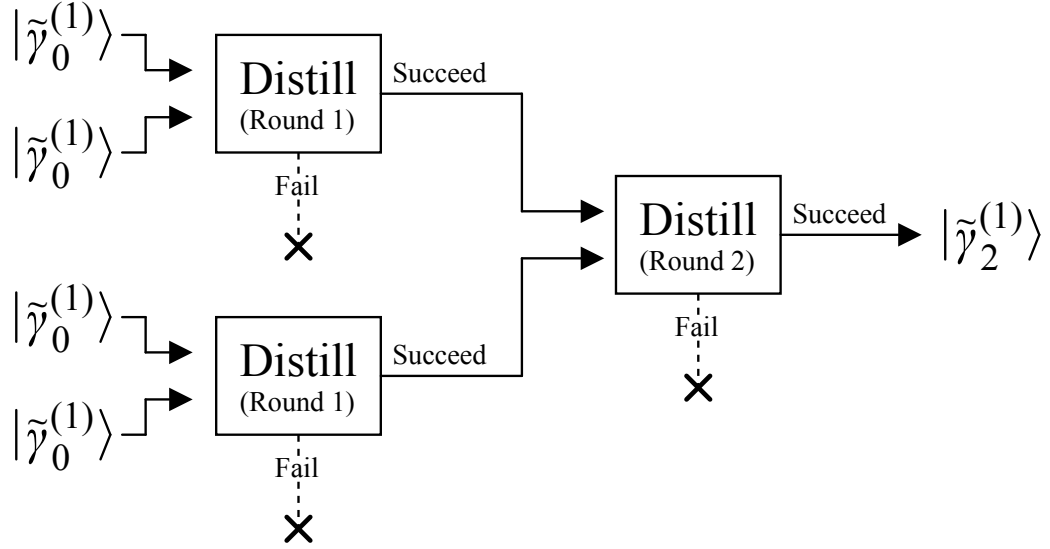 |γ̃₀⁽¹⁾⟩
|γ̃₀⁽¹⁾⟩
Distill
(Round 1)
Succeed
Fail
Distill
(Round 2)
Succeed
|γ̃₂⁽¹⁾⟩
Fail
|γ̃₀⁽¹⁾⟩
|γ̃₀⁽¹⁾⟩
Distill
(Round 1)
Succeed
Fail